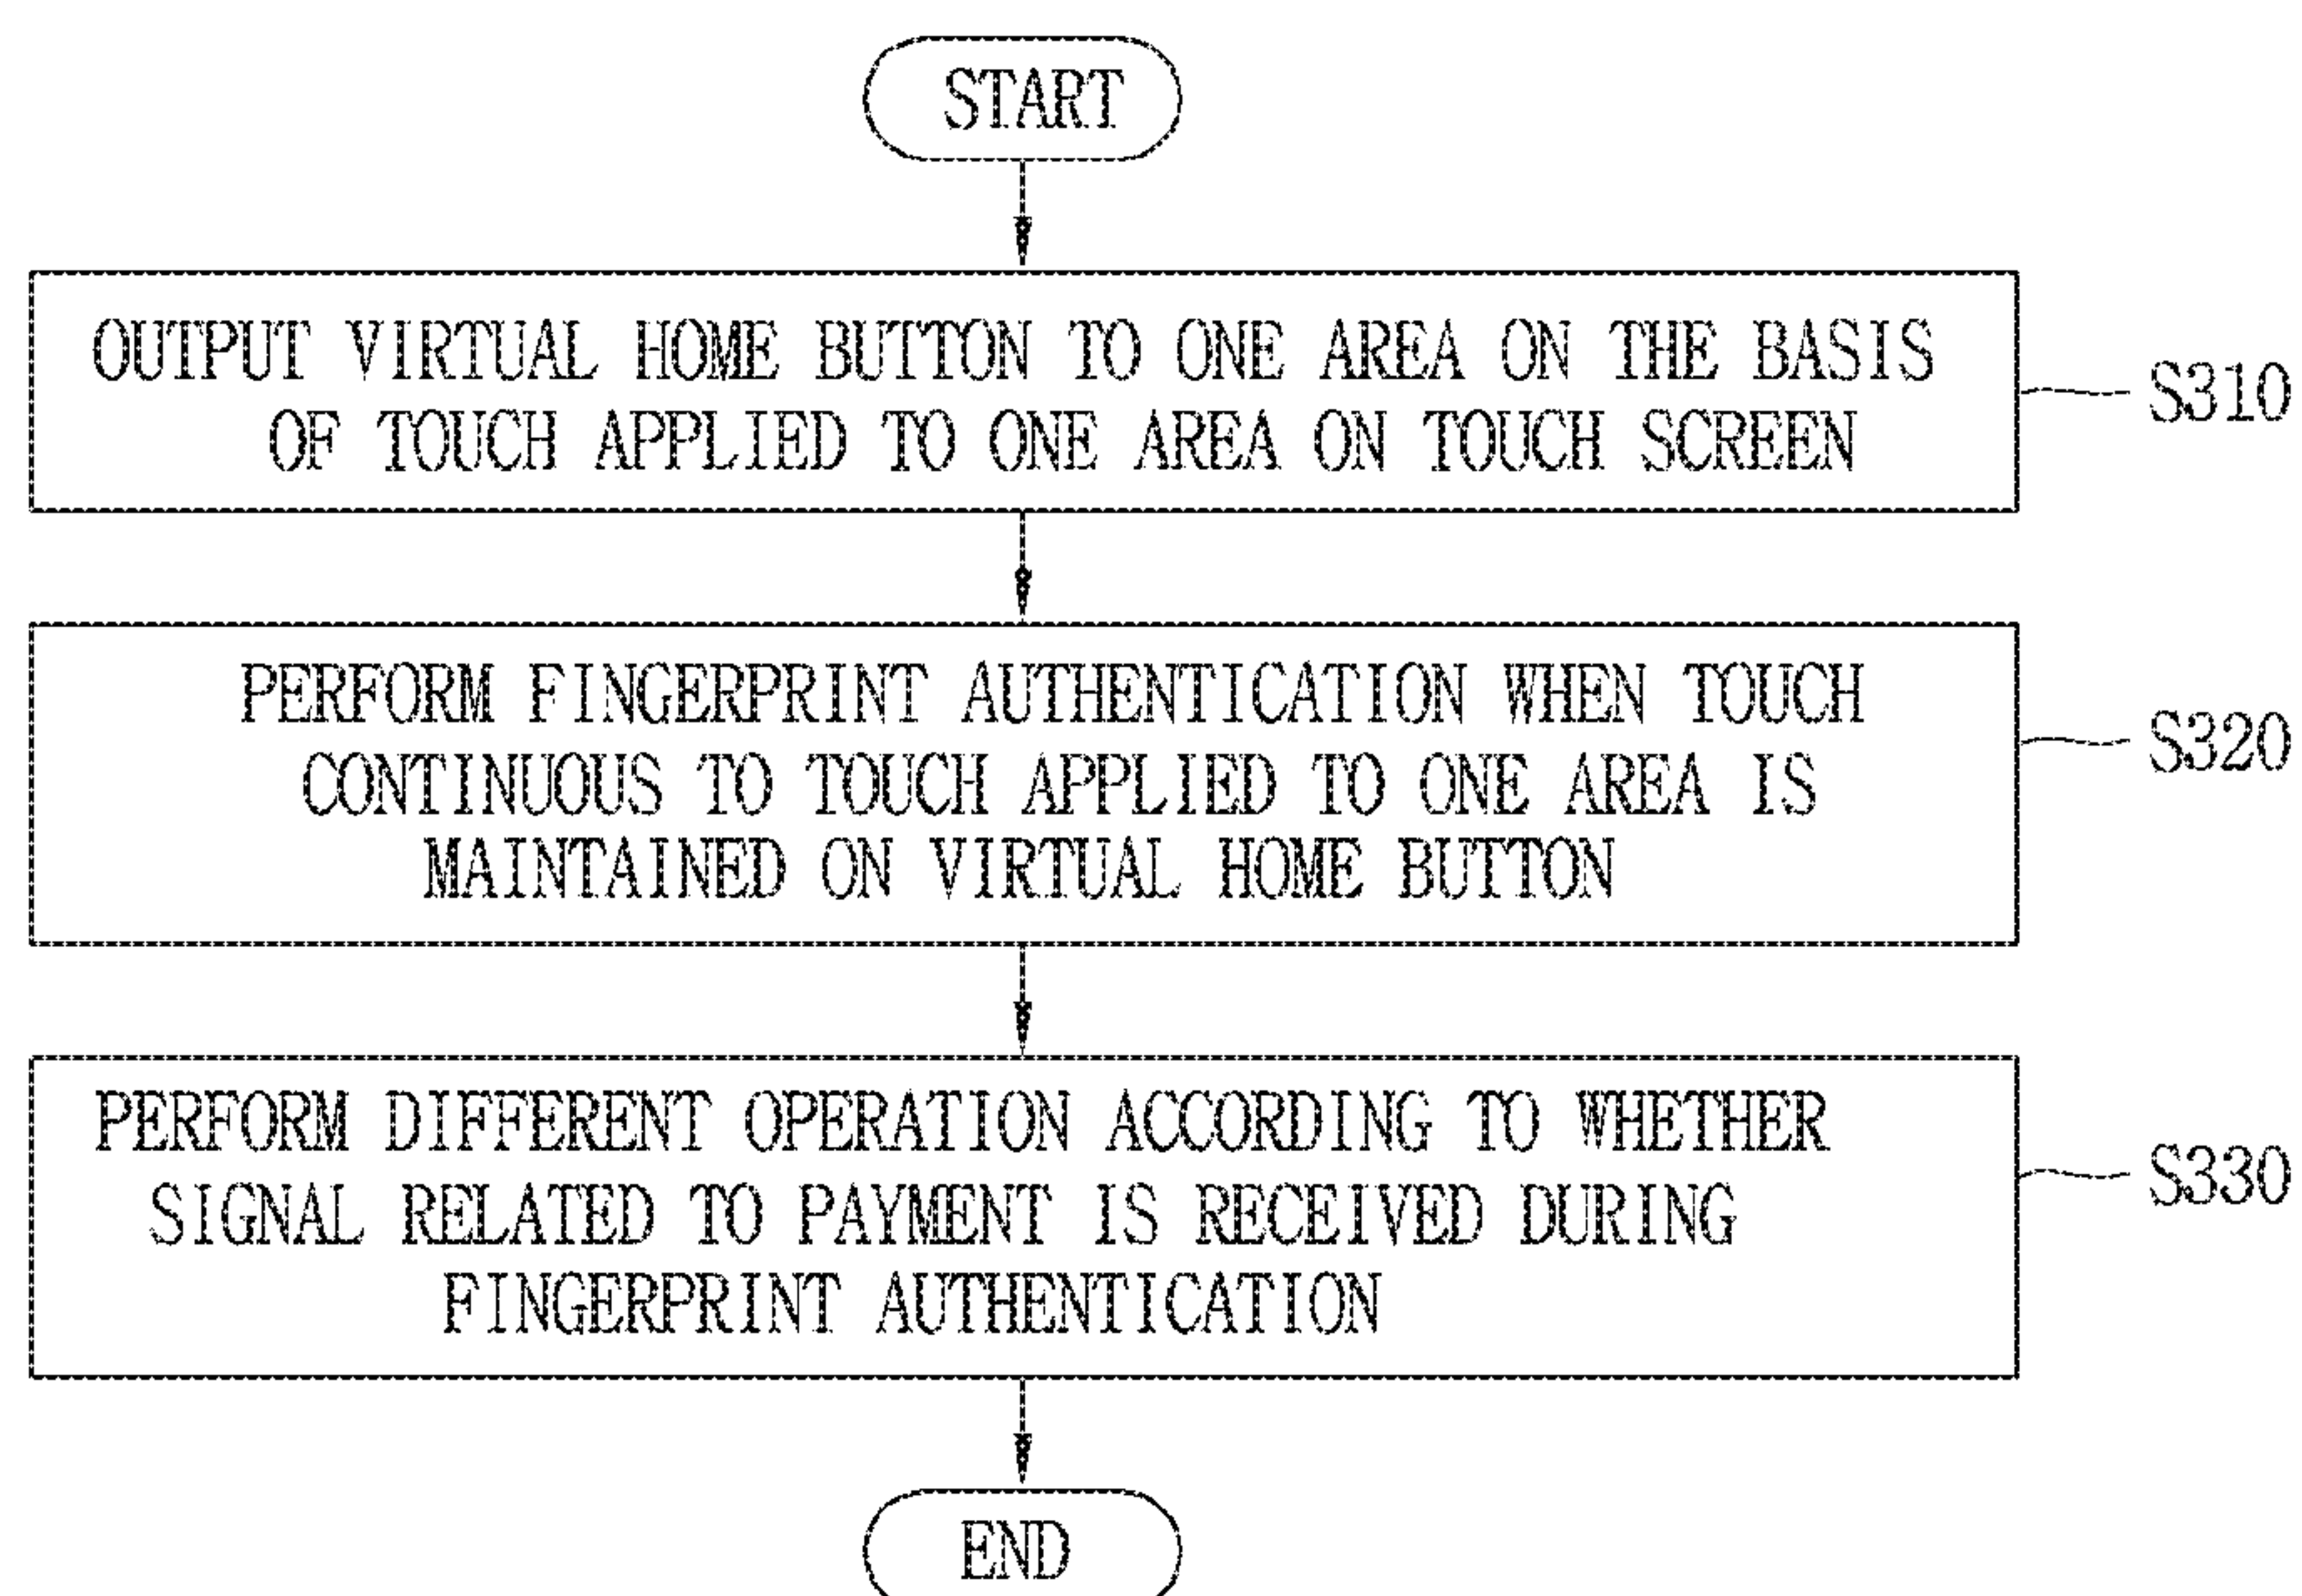 START
OUTPUT VIRTUAL HOME BUTTON TO ONE AREA ON THE BASIS
OF TOUCH APPLIED TO ONE AREA ON TOUCH SCREEN
S310
PERFORM FINGERPRINT AUTHENTICATION WHEN TOUCH
CONTINUOUS TO TOUCH APPLIED TO ONE AREA IS
MAINTAINED ON VIRTUAL HOME BUTTON
S320
PERFORM DIFFERENT OPERATION ACCORDING TO WHETHER
SIGNAL RELATED TO PAYMENT IS RECEIVED DURING
FINGERPRINT AUTHENTICATION
S330
END